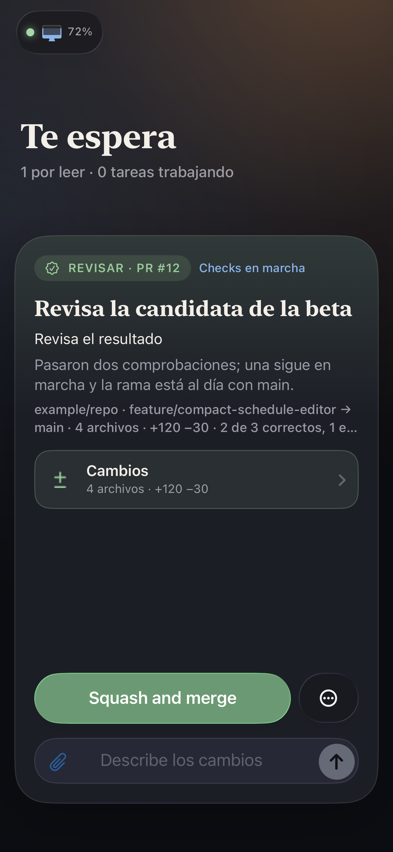 72%
Te espera
1 por leer · 0 tareas trabajando
REVISAR · PR #12
Checks en marcha
Revisa la candidata de la beta
Revisa el resultado
Pasaron dos comprobaciones; una sigue en
marcha y la rama está al día con main.
example/repo · feature/compact-schedule-editor →
main · 4 archivos · +120 −30 · 2 de 3 correctos, 1 e...
Cambios
4 archivos · +120 −30
Squash and merge
Describe los cambios